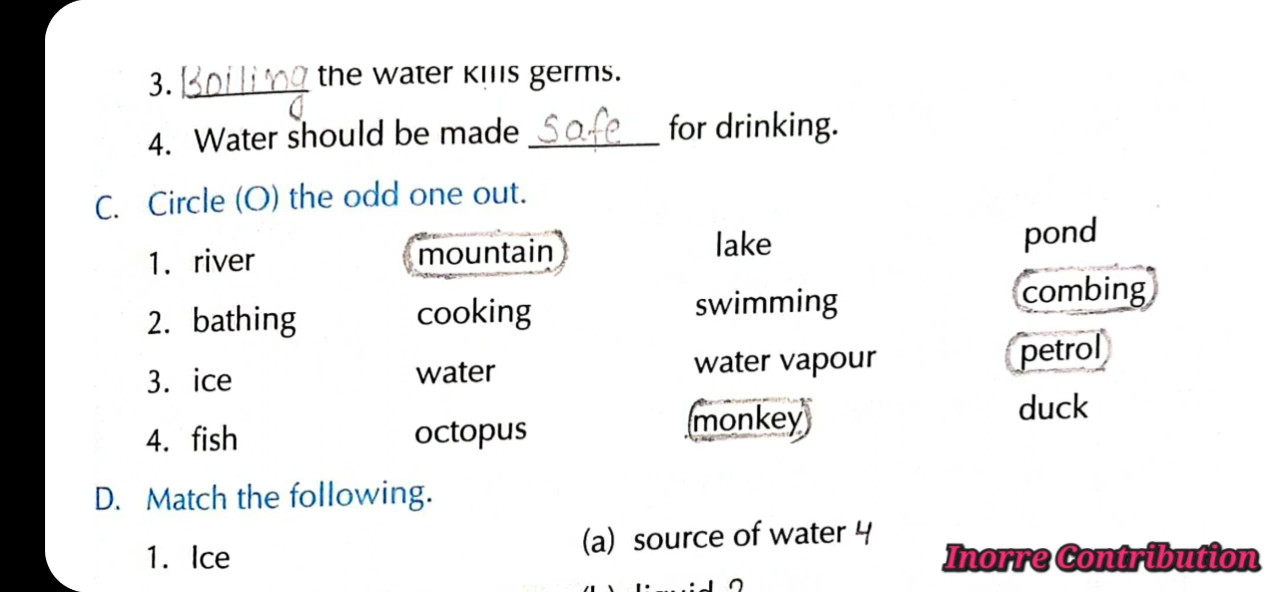 3. Boiling the water kills germs.
4. Water should be made safe for drinking.
C. Circle (O) the odd one out.
1. river mountain lake pond
2. bathing cooking swimming combing
3. ice water water vapour petrol
4. fish octopus monkey duck
D. Match the following.
1. Ice (a) source of water 4
liquid 2
Inorre Contribution